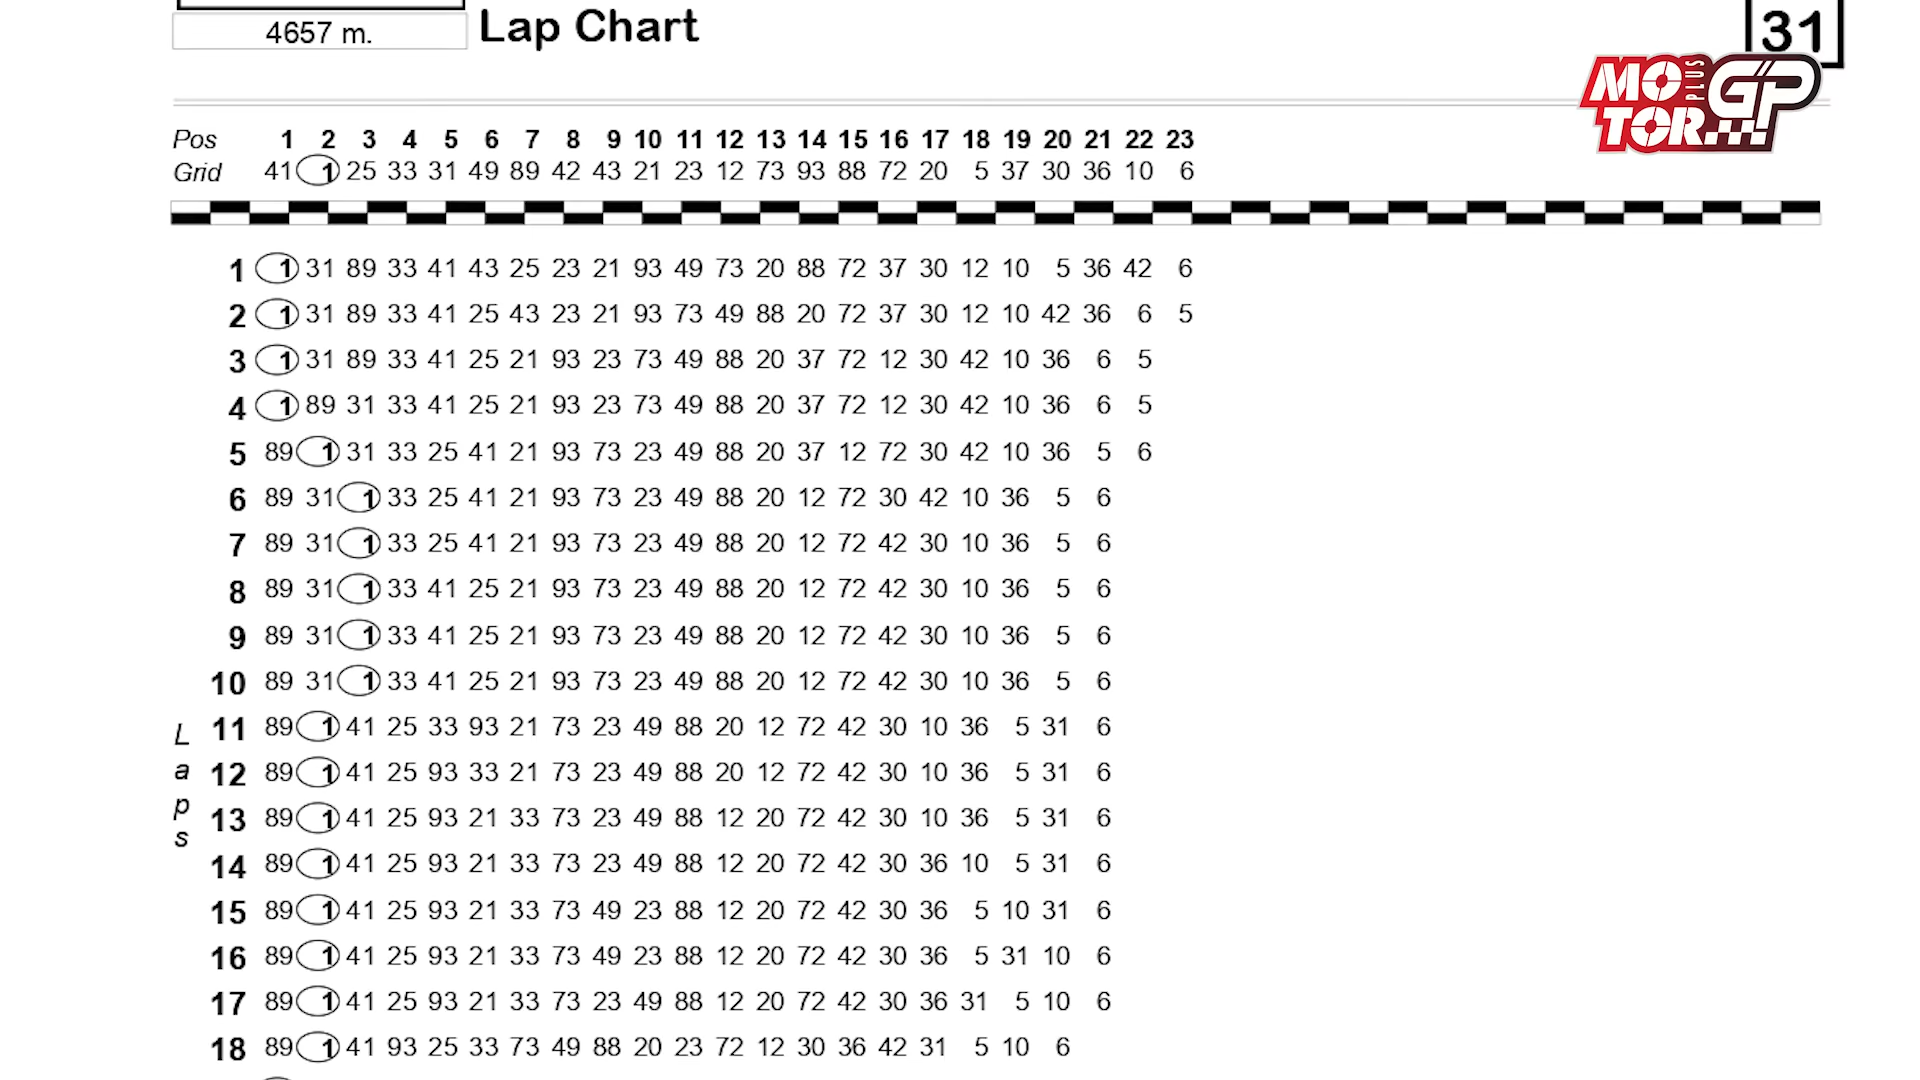 4657 m.
Lap Chart
31
MOTOR PLUS GP
Pos 1 2 3 4 5 6 7 8 9 10 11 12 13 14 15 16 17 18 19 20 21 22 23
Grid 41 1 25 33 31 49 89 42 43 21 23 12 73 93 88 72 20 5 37 30 36 10 6
1 1 31 89 33 41 43 25 23 21 93 49 73 20 88 72 37 30 12 10 5 36 42 6
2 1 31 89 33 41 25 43 23 21 93 73 49 88 20 72 37 30 12 10 42 36 6 5
3 1 31 89 33 41 25 21 93 23 73 49 88 20 37 72 12 30 42 10 36 6 5
4 1 89 31 33 41 25 21 93 23 73 49 88 20 37 72 12 30 42 10 36 6 5
5 89 1 31 33 25 41 21 93 73 23 49 88 20 37 12 72 30 42 10 36 5 6
6 89 31 1 33 25 41 21 93 73 23 49 88 20 12 72 30 42 10 36 5 6
7 89 31 1 33 25 41 21 93 73 23 49 88 20 12 72 42 30 10 36 5 6
8 89 31 1 33 41 25 21 93 73 23 49 88 20 12 72 42 30 10 36 5 6
9 89 31 1 33 41 25 21 93 73 23 49 88 20 12 72 42 30 10 36 5 6
10 89 31 1 33 41 25 21 93 73 23 49 88 20 12 72 42 30 10 36 5 6
Laps
11 89 1 41 25 33 93 21 73 23 49 88 20 12 72 42 30 10 36 5 31 6
12 89 1 41 25 93 33 21 73 23 49 88 20 12 72 42 30 10 36 5 31 6
13 89 1 41 25 93 21 33 73 23 49 88 12 20 72 42 30 10 36 5 31 6
14 89 1 41 25 93 21 33 73 23 49 88 12 20 72 42 30 36 10 5 31 6
15 89 1 41 25 93 21 33 73 49 23 88 12 20 72 42 30 36 5 10 31 6
16 89 1 41 25 93 21 33 73 49 23 88 12 20 72 42 30 36 5 31 10 6
17 89 1 41 25 93 21 33 73 23 49 88 12 20 72 42 30 36 31 5 10 6
18 89 1 41 93 25 33 73 49 88 20 23 72 12 30 36 42 31 5 10 6